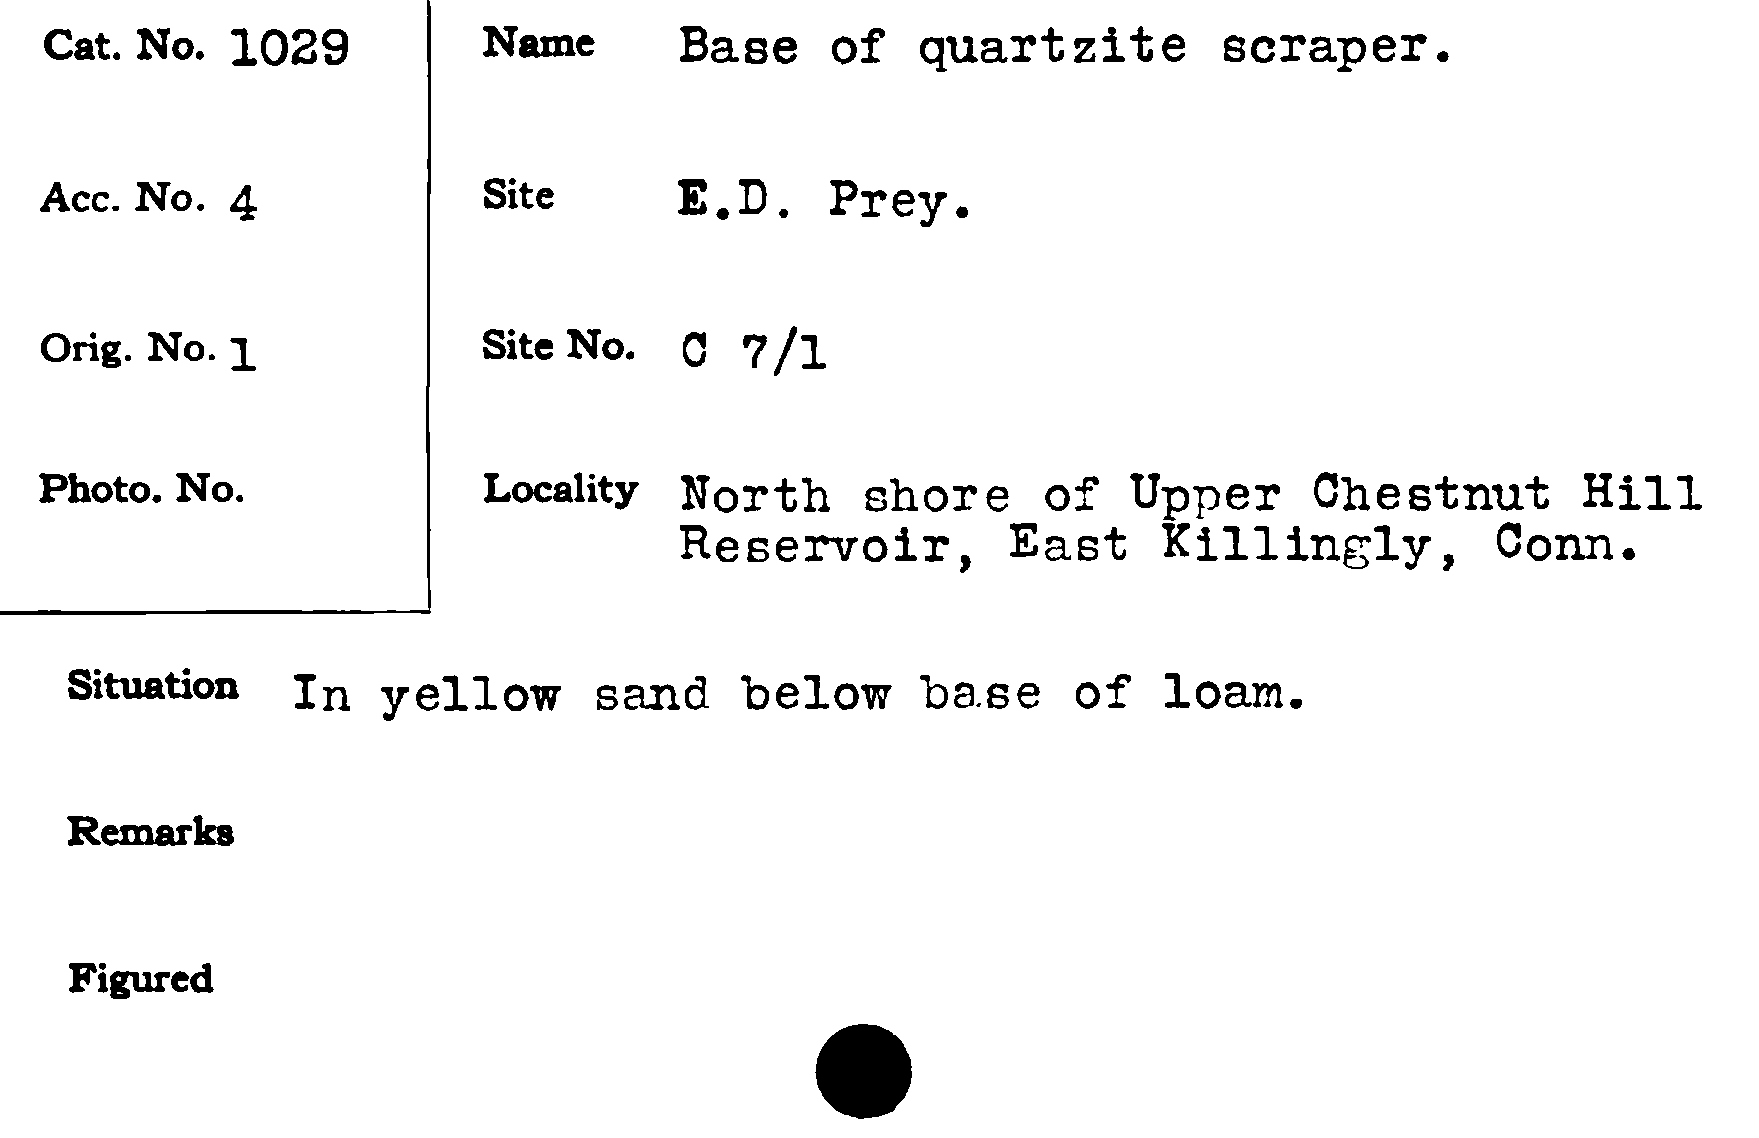 Cat. No. 1029
Name Base of quartzite scraper.
Acc. No. 4
Site E.D. Prey.
Orig. No. 1
Site No. C 7/1
Photo. No.
Locality North shore of Upper Chestnut Hill
Reservoir, East Killingly, Conn.
Situation In yellow sand below base of loam.
Remarks
Figured